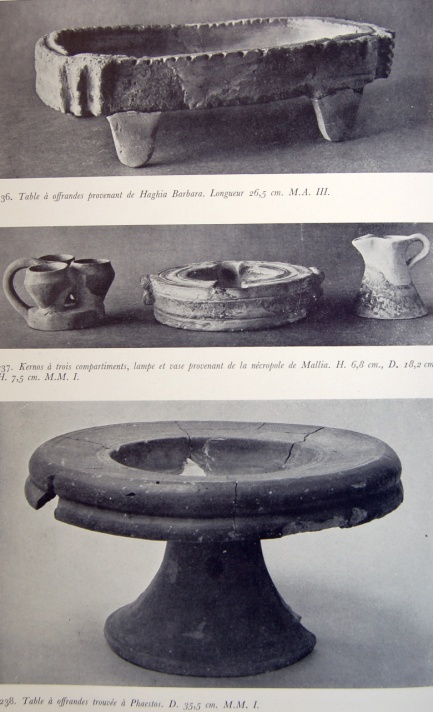 36. Table à offrandes provenant de Haghia Barbara. Longueur 26,5 cm. M.A. III.
37. Kernos à trois compartiments, lampe et vase provenant de la nécropole de Mallia. H. 6,8 cm., D. 18,2 cm
H. 7,5 cm. M.M. I.
238. Table à offrandes trouvée à Phaestos. D. 35,5 cm. M.M. I.